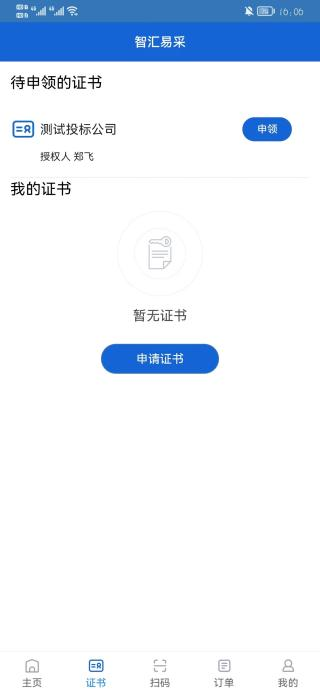 16:06
智汇易采
待申领的证书
测试投标公司
申领
授权人 郑飞
我的证书
暂无证书
申请证书
主页
证书
扫码
订单
我的